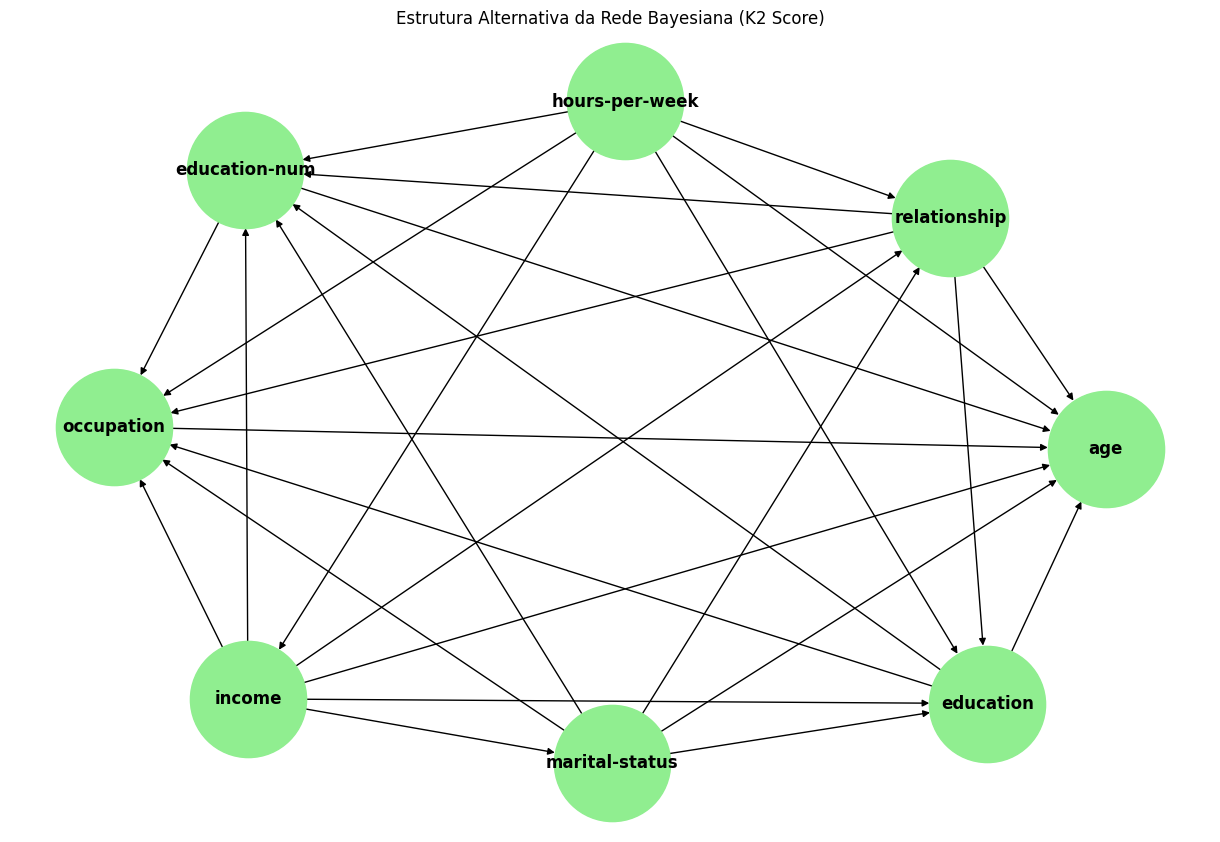 Estrutura Alternativa da Rede Bayesiana (K2 Score)
hours-per-week
education-num
relationship
occupation
age
income
education
marital-status